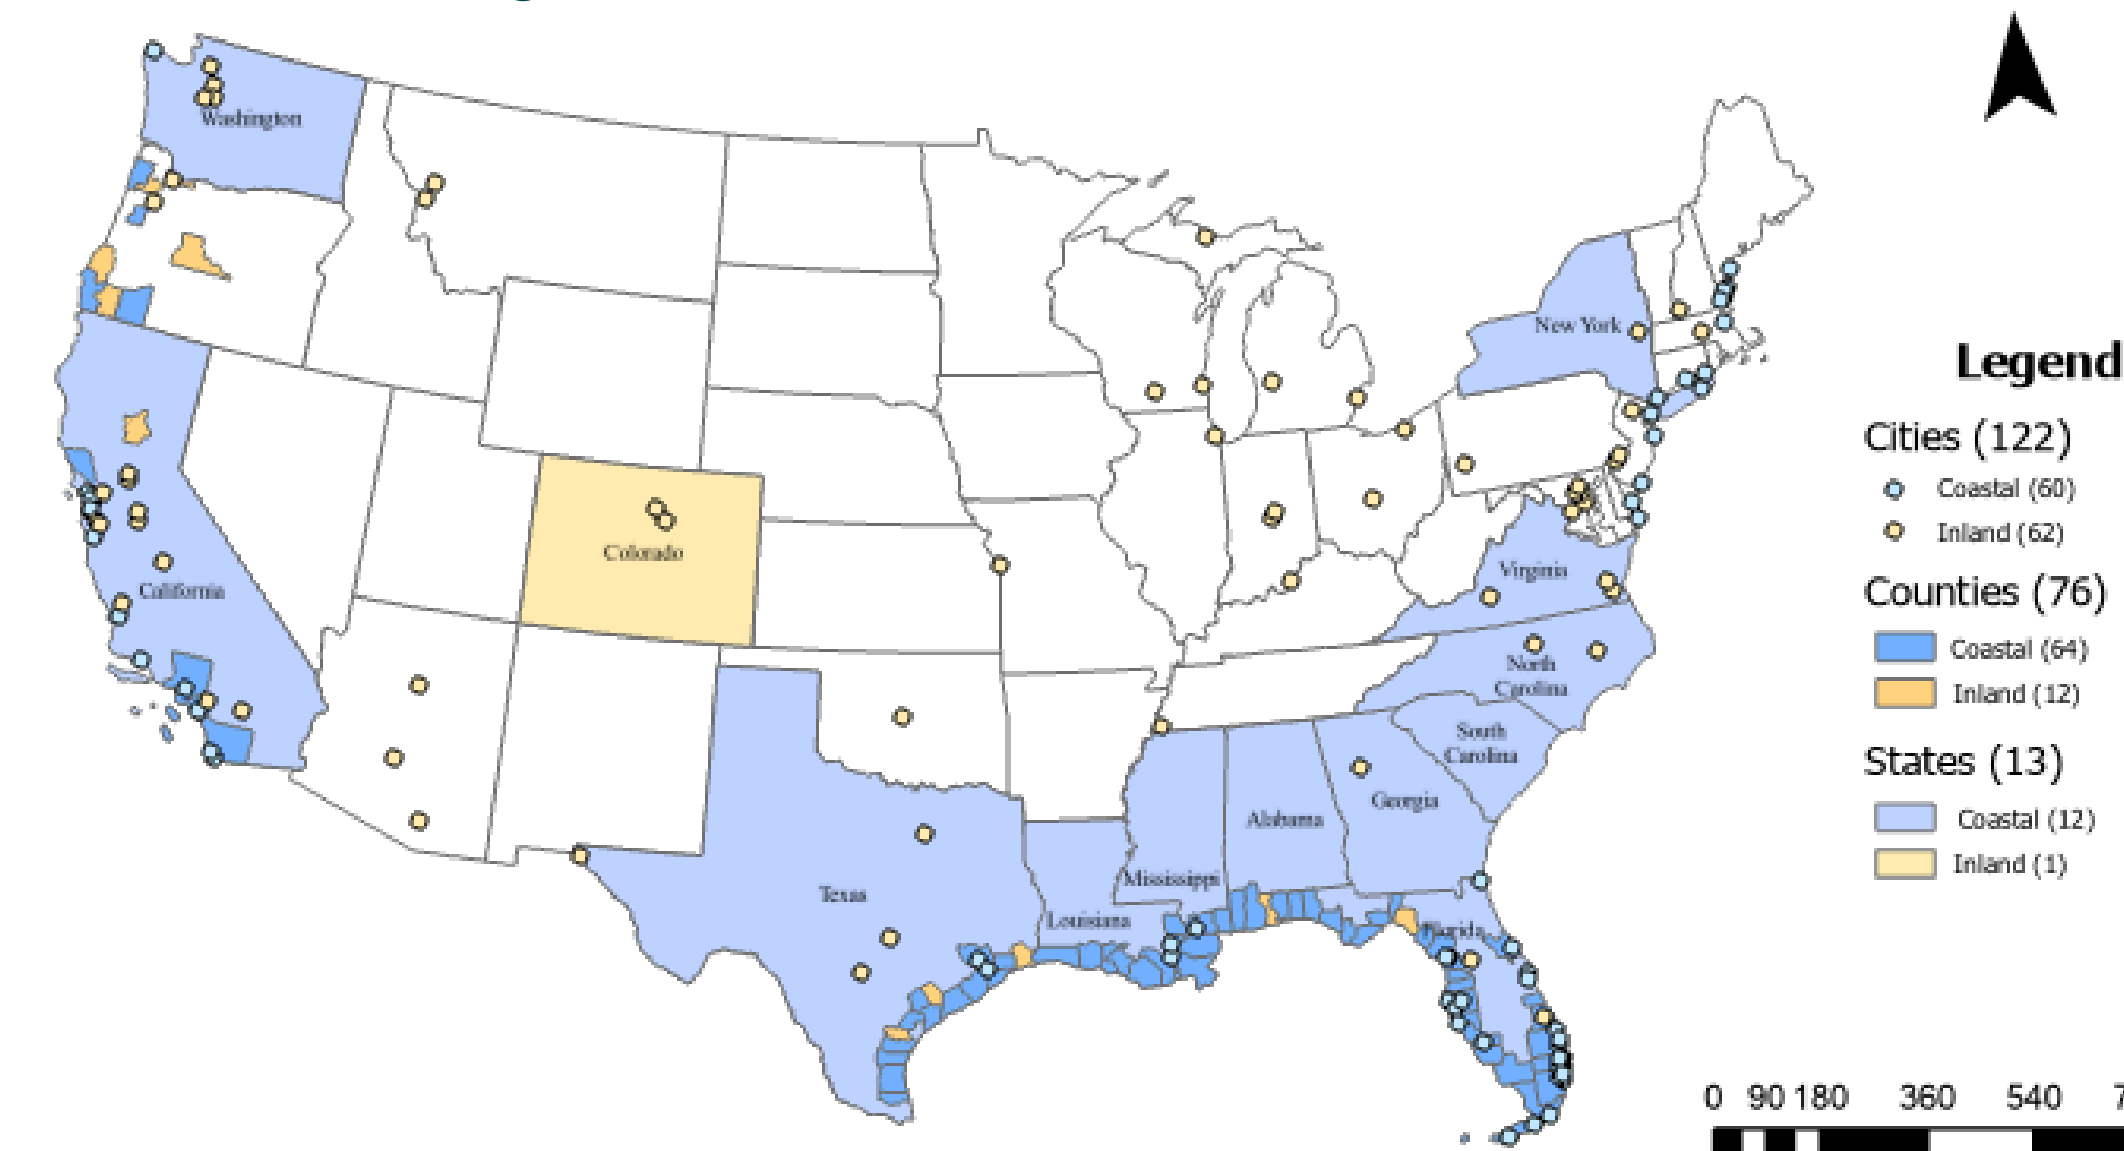 Washington
New York
Legend
Cities (122)
Coastal (60)
Inland (62)
Colorado
Virginia
California
Counties (76)
Coastal (64)
Inland (12)
North
Carolina
South
Carolina
States (13)
Georgia
Alabama
Coastal (12)
Inland (1)
Mississippi
Texas
Louisiana
Florida
0 90 180 360 540